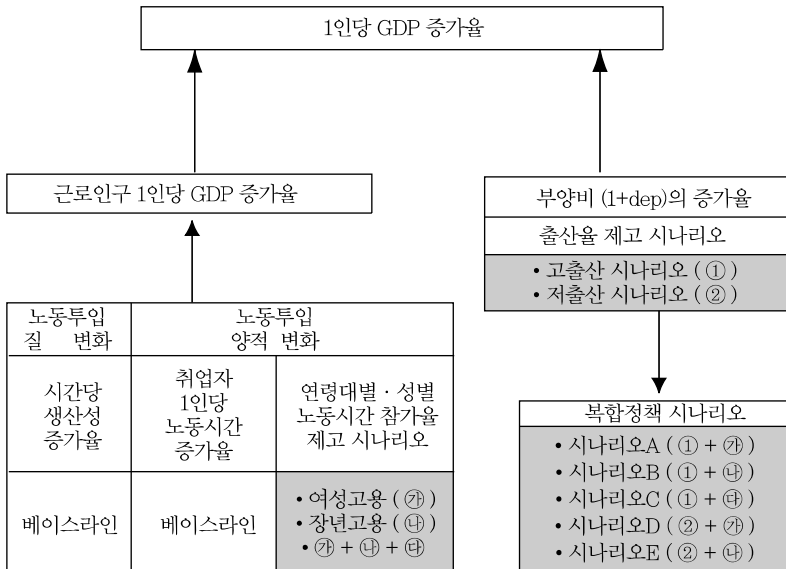 1인당 GDP 증가율
근로인구 1인당 GDP 증가율
부양비 (1+dep)의 증가율
출산율 제고 시나리오
• 고출산 시나리오 ( ① )
• 저출산 시나리오 ( ② )
노동투입
질 변화
노동투입
양적 변화
시간당
생산성
증가율
취업자
1인당
노동시간
증가율
연령대별 · 성별
노동시간 참가율
제고 시나리오
베이스라인
베이스라인
• 여성고용 ( ㉮ )
• 장년고용 ( ㉯ )
• ㉮ + ㉯ + ㉰
복합정책 시나리오
• 시나리오A ( ① + ㉮ )
• 시나리오B ( ① + ㉯ )
• 시나리오C ( ① + ㉰ )
• 시나리오D ( ② + ㉮ )
• 시나리오E ( ② + ㉯ )